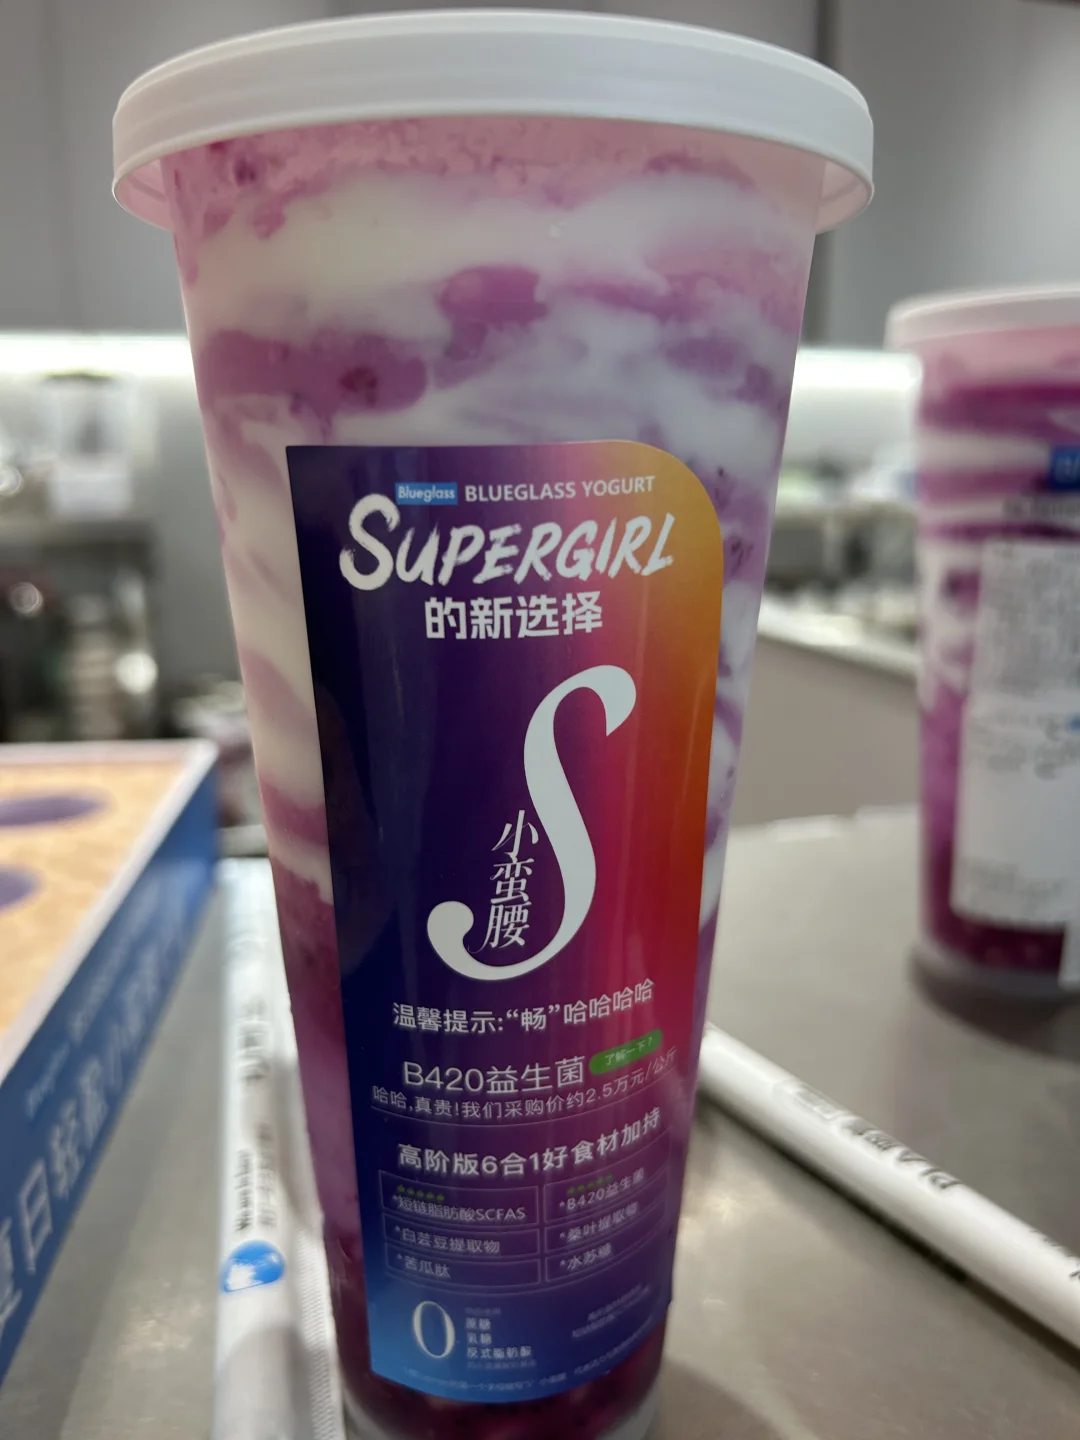 Blueglass BLUEGLASS YOGURT
SUPERGIRL
的新选择
S
小蛮腰
温馨提示:“畅”哈哈哈哈
B420益生菌 了解一下?
哈哈,真贵!我们采购价约2.5万元/公斤
高阶版6合1好食材加持
*短链脂肪酸SCFAS
*B420益生菌
*白芸豆提取物
*桑叶提取物
*苦瓜肽
*水苏糖
0
蔗糖
乳糖
反式脂肪酸
夏日轻盈小